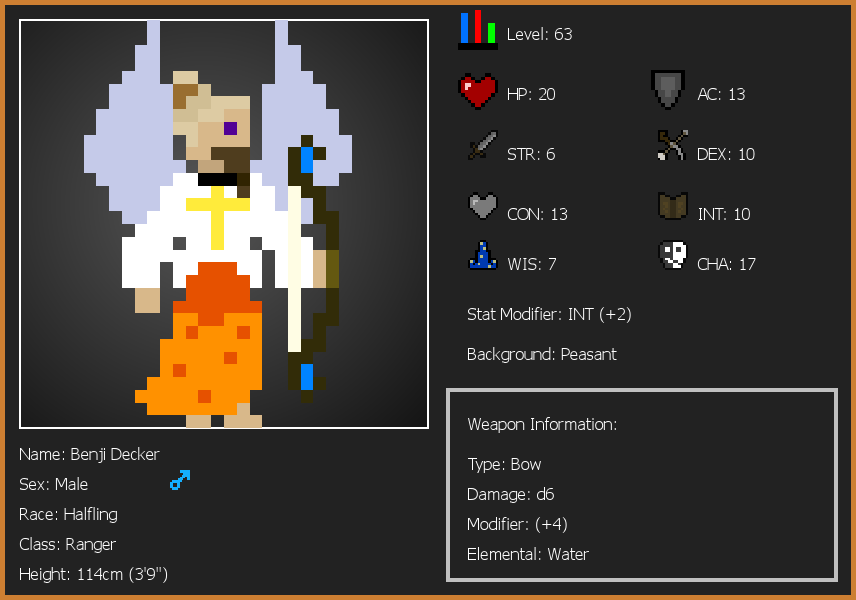 Level: 63
HP: 20
AC: 13
STR: 6
DEX: 10
CON: 13
INT: 10
WIS: 7
CHA: 17
Stat Modifier: INT (+2)
Background: Peasant
Name: Benji Decker
Sex: Male
Race: Halfling
Class: Ranger
Height: 114cm (3'9")
Weapon Information:
Type: Bow
Damage: d6
Modifier: (+4)
Elemental: Water